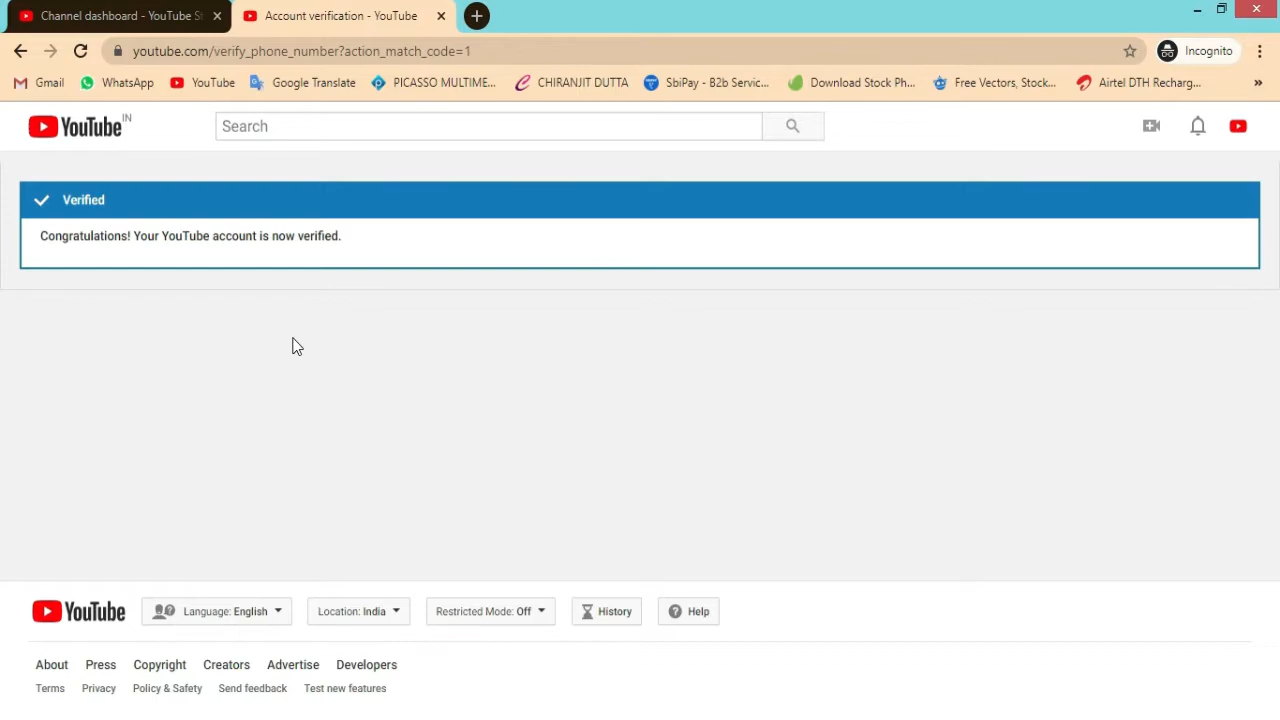 Channel dashboard - YouTube St
Account verification - YouTube
youtube.com/verify_phone_number?action_match_code=1
Incognito
Gmail WhatsApp YouTube Google Translate PICASSO MULTIME... CHIRANJIT DUTTA SbiPay - B2b Servic... Download Stock Ph... Free Vectors, Stock... Airtel DTH Recharg... »
YouTube IN
Search
Verified
Congratulations! Your YouTube account is now verified.
YouTube Language: English Location: India Restricted Mode: Off History Help
About Press Copyright Creators Advertise Developers
Terms Privacy Policy & Safety Send feedback Test new features